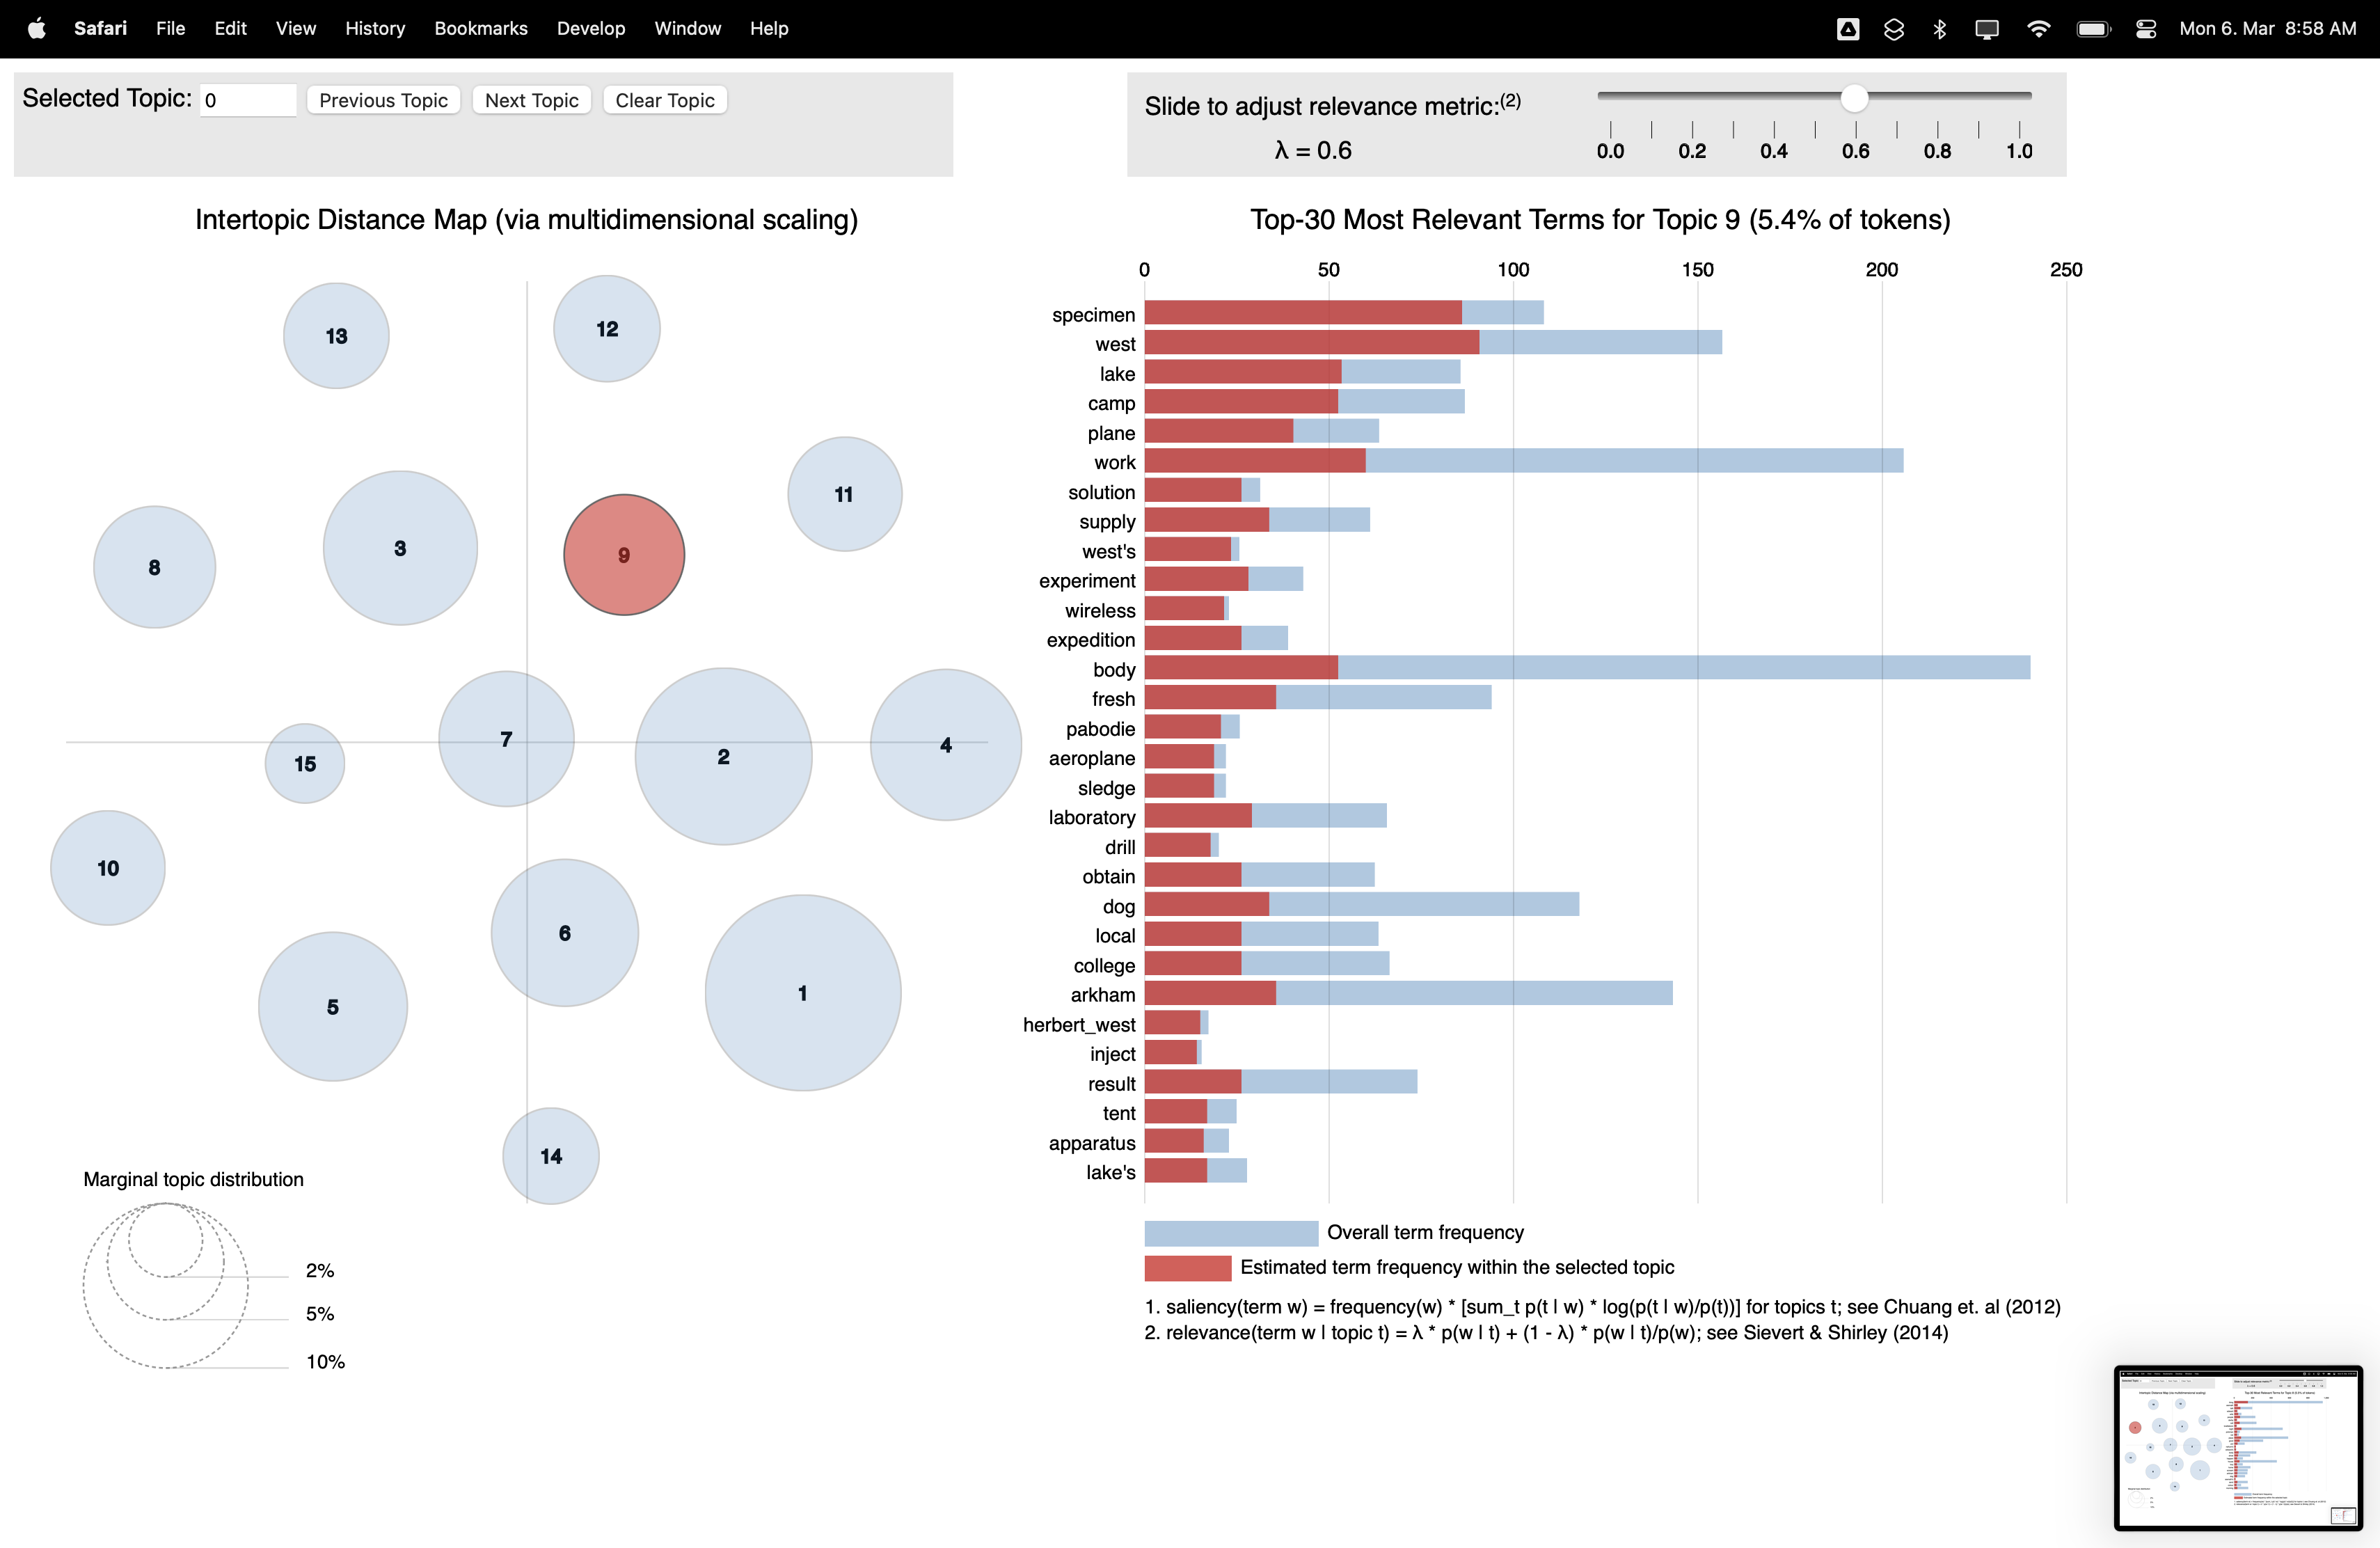 Safari File Edit View History Bookmarks Develop Window Help Mon 6. Mar 8:58 AM
Selected Topic: 0 Previous Topic Next Topic Clear Topic
Slide to adjust relevance metric:(2)
λ = 0.6
0.0 0.2 0.4 0.6 0.8 1.0
Intertopic Distance Map (via multidimensional scaling)
13
12
11
3
9
8
7
4
2
15
10
6
1
5
14
Marginal topic distribution
2%
5%
10%
Top-30 Most Relevant Terms for Topic 9 (5.4% of tokens)
0 50 100 150 200 250
specimen
west
lake
camp
plane
work
solution
supply
west's
experiment
wireless
expedition
body
fresh
pabodie
aeroplane
sledge
laboratory
drill
obtain
dog
local
college
arkham
herbert_west
inject
result
tent
apparatus
lake's
Overall term frequency
Estimated term frequency within the selected topic
1. saliency(term w) = frequency(w) * [sum_t p(t | w) * log(p(t | w)/p(t))] for topics t; see Chuang et. al (2012)
2. relevance(term w | topic t) = λ * p(w | t) + (1 - λ) * p(w | t)/p(w); see Sievert & Shirley (2014)